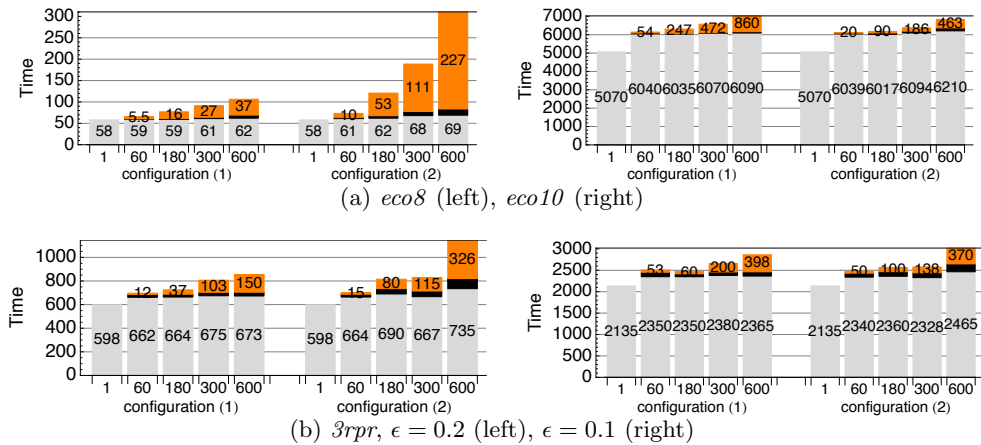 300
250
200
150
100
50
0
Time
58 5.5 59 16 59 27 61 37 62
58 10 61 53 62 111 68 227 69
1 60 180 300 600 1 60 180 300 600
configuration (1) configuration (2)
7000
6000
5000
4000
3000
2000
1000
0
Time
5070 54 6040 247 6035 472 6070 860 6090
5070 20 6039 90 6017 186 6094 463 6210
1 60 180 300 600 1 60 180 300 600
configuration (1) configuration (2)
(a) eco8 (left), eco10 (right)
1000
800
600
400
200
0
Time
598 12 662 37 664 103 675 150 673
598 15 664 80 690 115 667 326 735
1 60 180 300 600 1 60 180 300 600
configuration (1) configuration (2)
3000
2500
2000
1500
1000
500
0
Time
2135 53 2350 60 2350 200 2380 398 2365
2135 50 2340 100 2360 138 2328 370 2465
1 60 180 300 600 1 60 180 300 600
configuration (1) configuration (2)
(b) 3rpr, ϵ = 0.2 (left), ϵ = 0.1 (right)